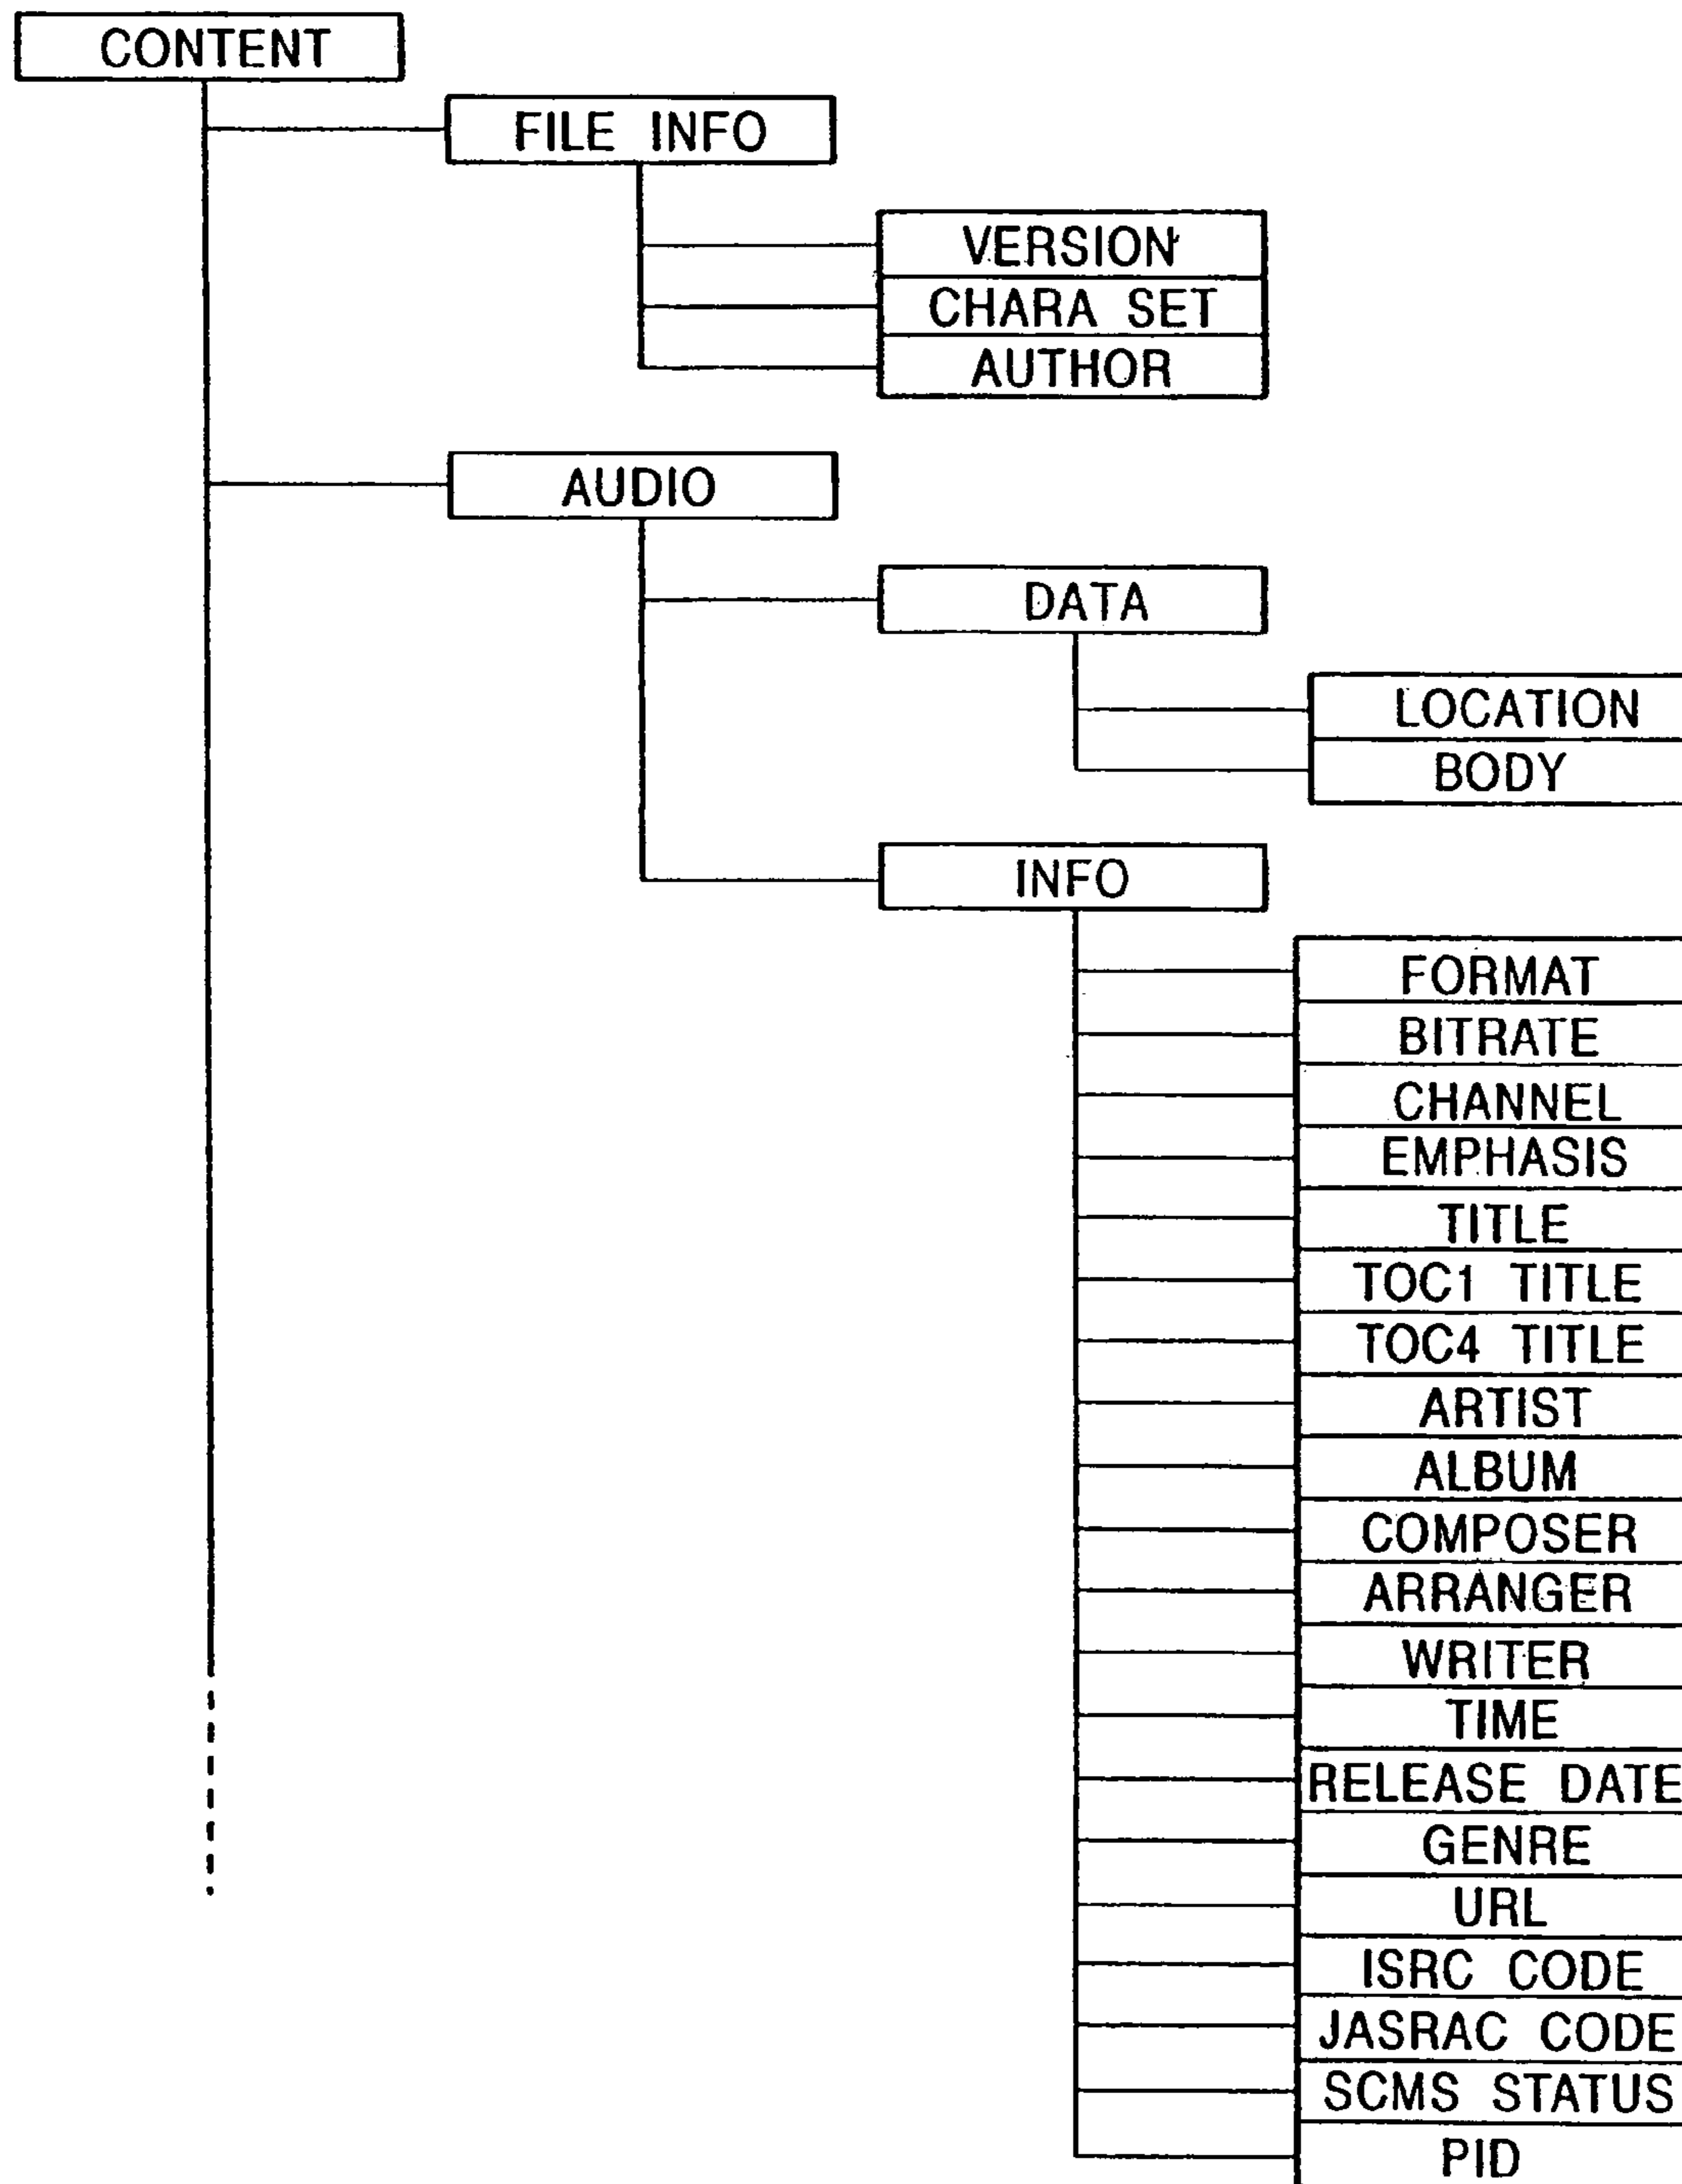 CONTENT
FILE INFO
VERSION
CHARA SET
AUTHOR
AUDIO
DATA
LOCATION
BODY
INFO
FORMAT
BITRATE
CHANNEL
EMPHASIS
TITLE
TOC1 TITLE
TOC4 TITLE
ARTIST
ALBUM
COMPOSER
ARRANGER
WRITER
TIME
RELEASE DATE
GENRE
URL
ISRC CODE
JASRAC CODE
SCMS STATUS
PID